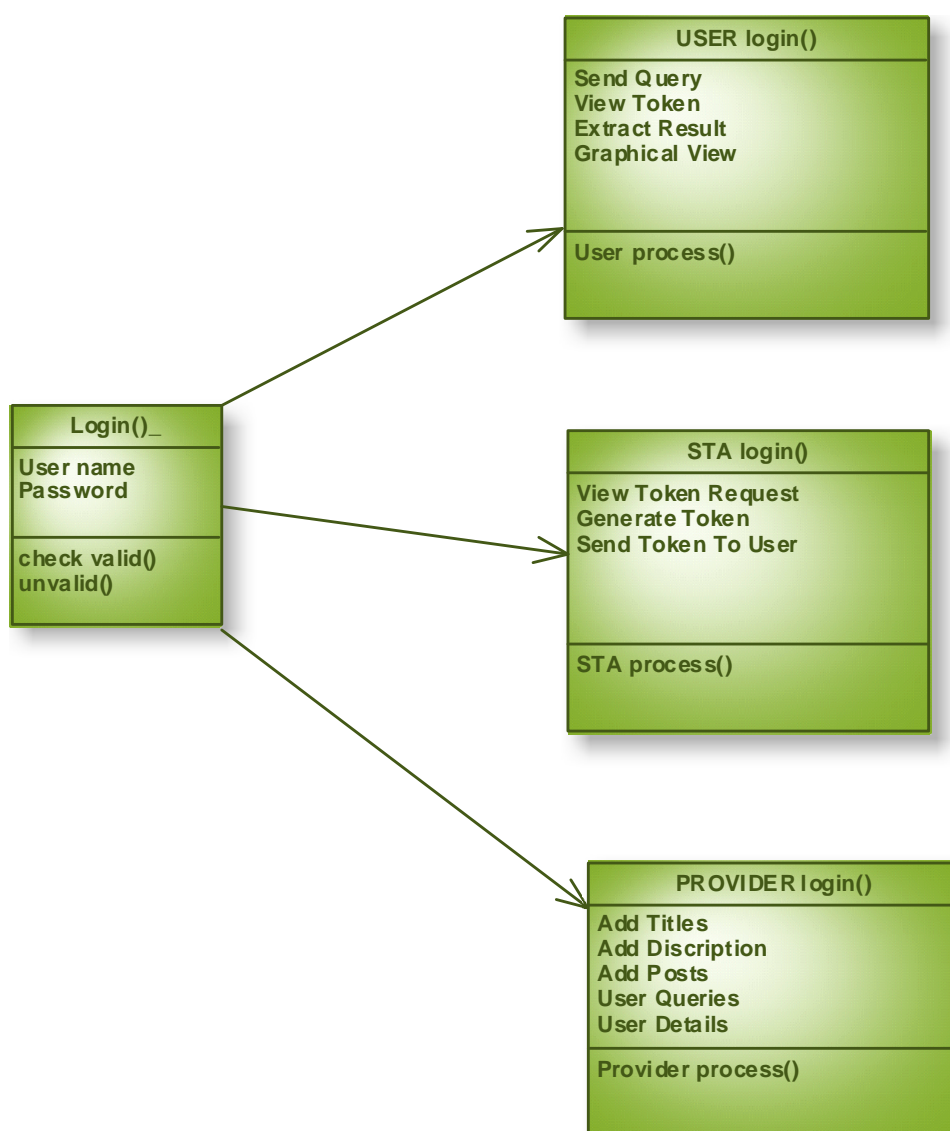 USER login()
Send Query
View Token
Extract Result
Graphical View
User process()
Login()_
User name
Password
check valid()
unvalid()
STA login()
View Token Request
Generate Token
Send Token To User
STA process()
PROVIDER login()
Add Titles
Add Discription
Add Posts
User Queries
User Details
Provider process()